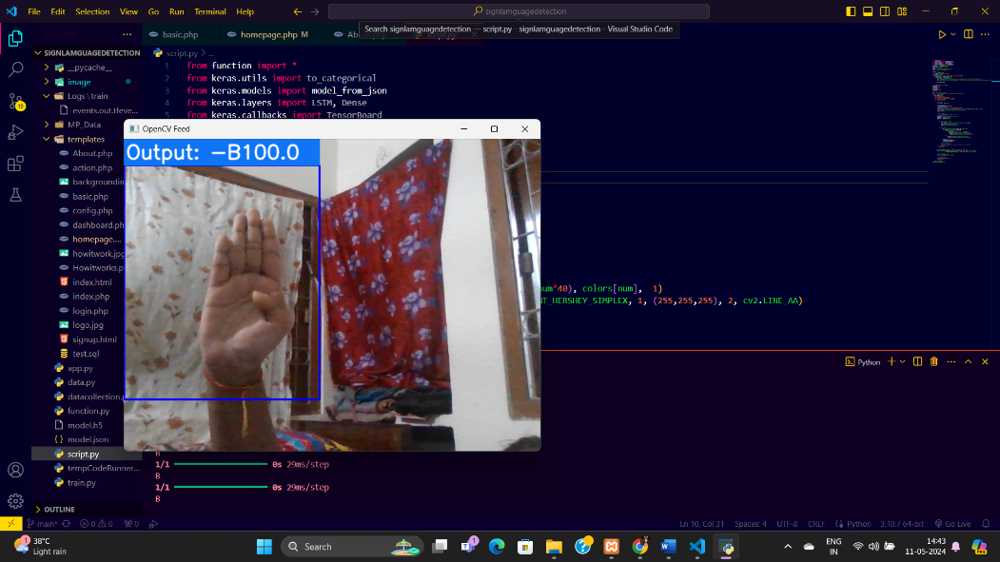 File Edit Selection View Go Run Terminal Help
signlamguagedetection
Search signlamguagedetection — script.py - signlamguagedetection - Visual Studio Code
SIGNLAMGUAGEDETECTION
__pycache__
image
Logs \ train
events.out.tfeve...
MP_Data
templates
About.php
action.php
backgroundin
basic.php
config.php
dashboard.ph
homepage....
howitwork.jpg
Howitworks.p
index.html
index.php
login.php
logo.jpg
signup.html
test.sql
app.py
data.py
datacollection.
function.py
model.h5
model.json
script.py
tempCodeRunner...
train.py
OUTLINE
basic.php
homepage.php M
script.py > ...
1 from function import *
2 from keras.utils import to_categorical
3 from keras.models import model_from_json
4 from keras.layers import LSTM, Dense
5 from keras.callbacks import TensorBoard
OpenCV Feed
Output: -B100.0
num*40), colors[num], 1)
NT_HERSHEY_SIMPLEX, 1, (255,255,255), 2, cv2.LINE_AA)
Python
B
1/1 0s 29ms/step
B
1/1 0s 29ms/step
B
main* 0 0 0
Ln 10, Col 31 Spaces: 4 UTF-8 CRLF Python 3.10.7 64-bit Go Live
19
1
38°C
Light rain
Search
1
ENG
IN
14:43
11-05-2024